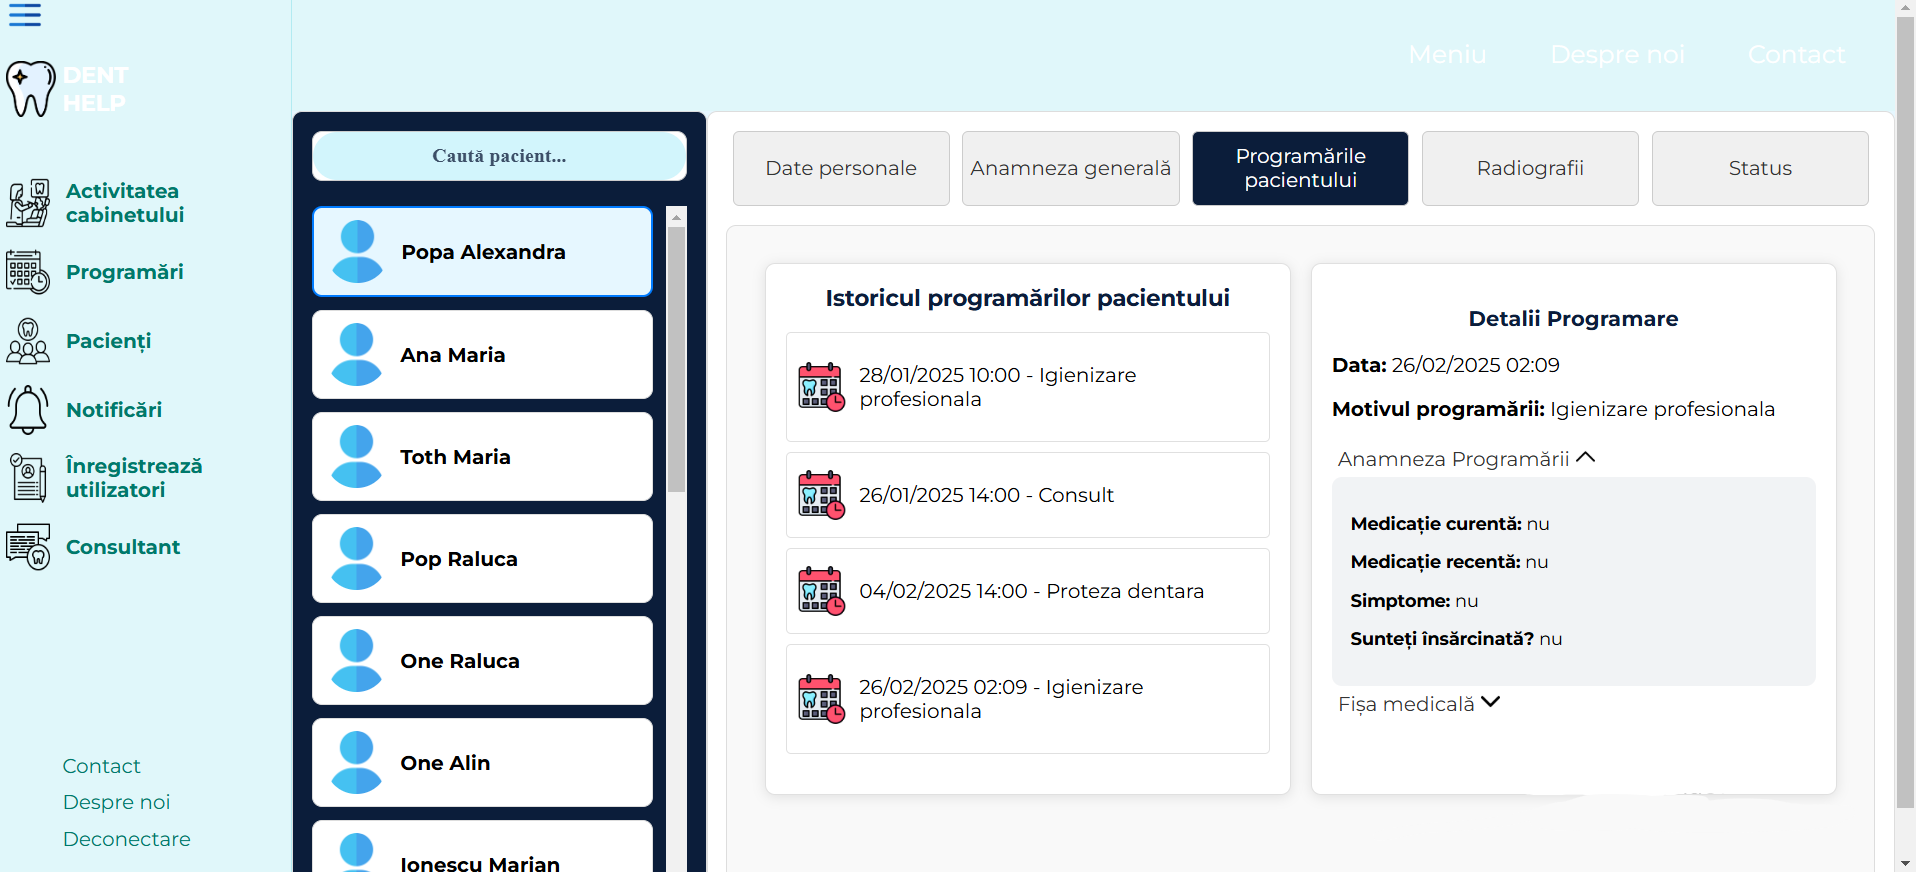 Meniu
Despre noi
Contact
DENT
HELP
Activitatea
cabinetului
Programări
Pacienți
Notificări
Înregistrează
utilizatori
Consultant
Contact
Despre noi
Deconectare
Caută pacient...
Popa Alexandra
Ana Maria
Toth Maria
Pop Raluca
One Raluca
One Alin
Ionescu Marian
Date personale
Anamneza generală
Programările
pacientului
Radiografii
Status
Istoricul programărilor pacientului
28/01/2025 10:00 - Igienizare
profesionala
26/01/2025 14:00 - Consult
04/02/2025 14:00 - Proteza dentara
26/02/2025 02:09 - Igienizare
profesionala
Detalii Programare
Data: 26/02/2025 02:09
Motivul programării: Igienizare profesionala
Anamneza Programării
Medicație curentă: nu
Medicație recentă: nu
Simptome: nu
Sunteți însărcinată? nu
Fișa medicală